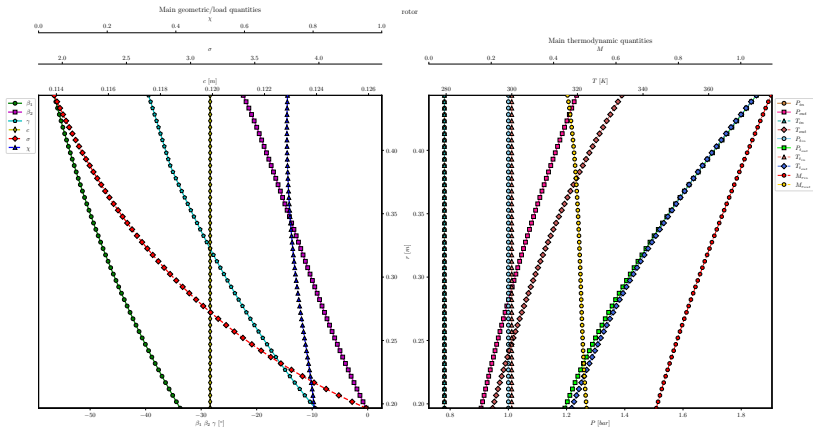 Main geometric/load quantities
rotor
χ
0.0 0.2 0.4 0.6 0.8 1.0
σ
2.0 2.5 3.0 3.5 4.0
c [m]
0.114 0.116 0.118 0.120 0.122 0.124 0.126
β1
β2
γ
c
σ
χ
0.40
0.35
0.30
0.25
0.20
r [m]
−50 −40 −30 −20 −10 0
β1 β2 γ [°]
Main thermodynamic quantities
M
0.0 0.2 0.4 0.6 0.8 1.0
T [K]
280 300 320 340 360
0.8 1.0 1.2 1.4 1.6 1.8
P [bar]